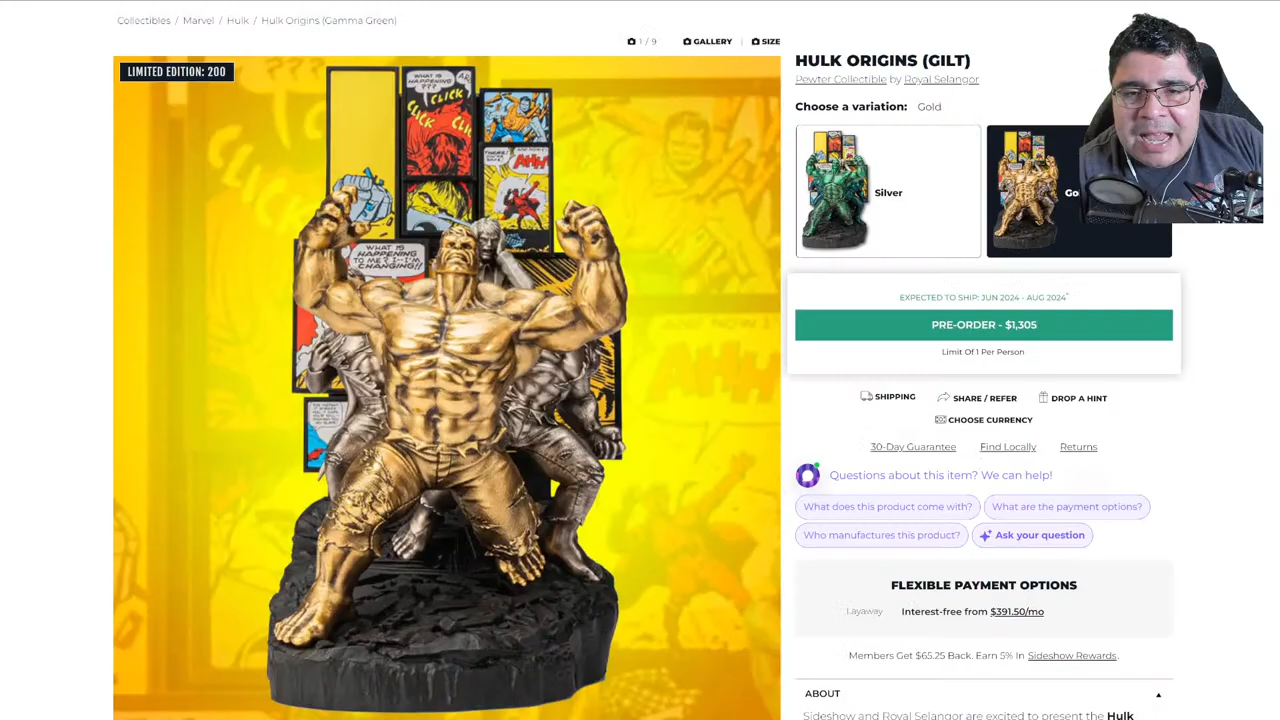 Collectibles / Marvel / Hulk / Hulk Origins (Gamma Green)
1 / 9 GALLERY | SIZE
LIMITED EDITION: 200
HULK ORIGINS (GILT)
Pewter Collectible by Royal Selangor
Choose a variation: Gold
Silver
Go
EXPECTED TO SHIP: JUN 2024 - AUG 2024*
PRE-ORDER - $1,305
Limit Of 1 Per Person
SHIPPING SHARE / REFER DROP A HINT
CHOOSE CURRENCY
30-Day Guarantee Find Locally Returns
Questions about this item? We can help!
What does this product come with? What are the payment options?
Who manufactures this product? Ask your question
FLEXIBLE PAYMENT OPTIONS
Layaway Interest-free from $391.50/mo
Members Get $65.25 Back. Earn 5% In Sideshow Rewards.
ABOUT
Sideshow and Royal Selangor are excited to present the Hulk
WHAT IS
HAPPENING
???
CLICK
CLICK
CLI
AHH
WHAT IS
HAPPENING
TO ME? I--I'M
CHANGING!!
CLICK
AHH